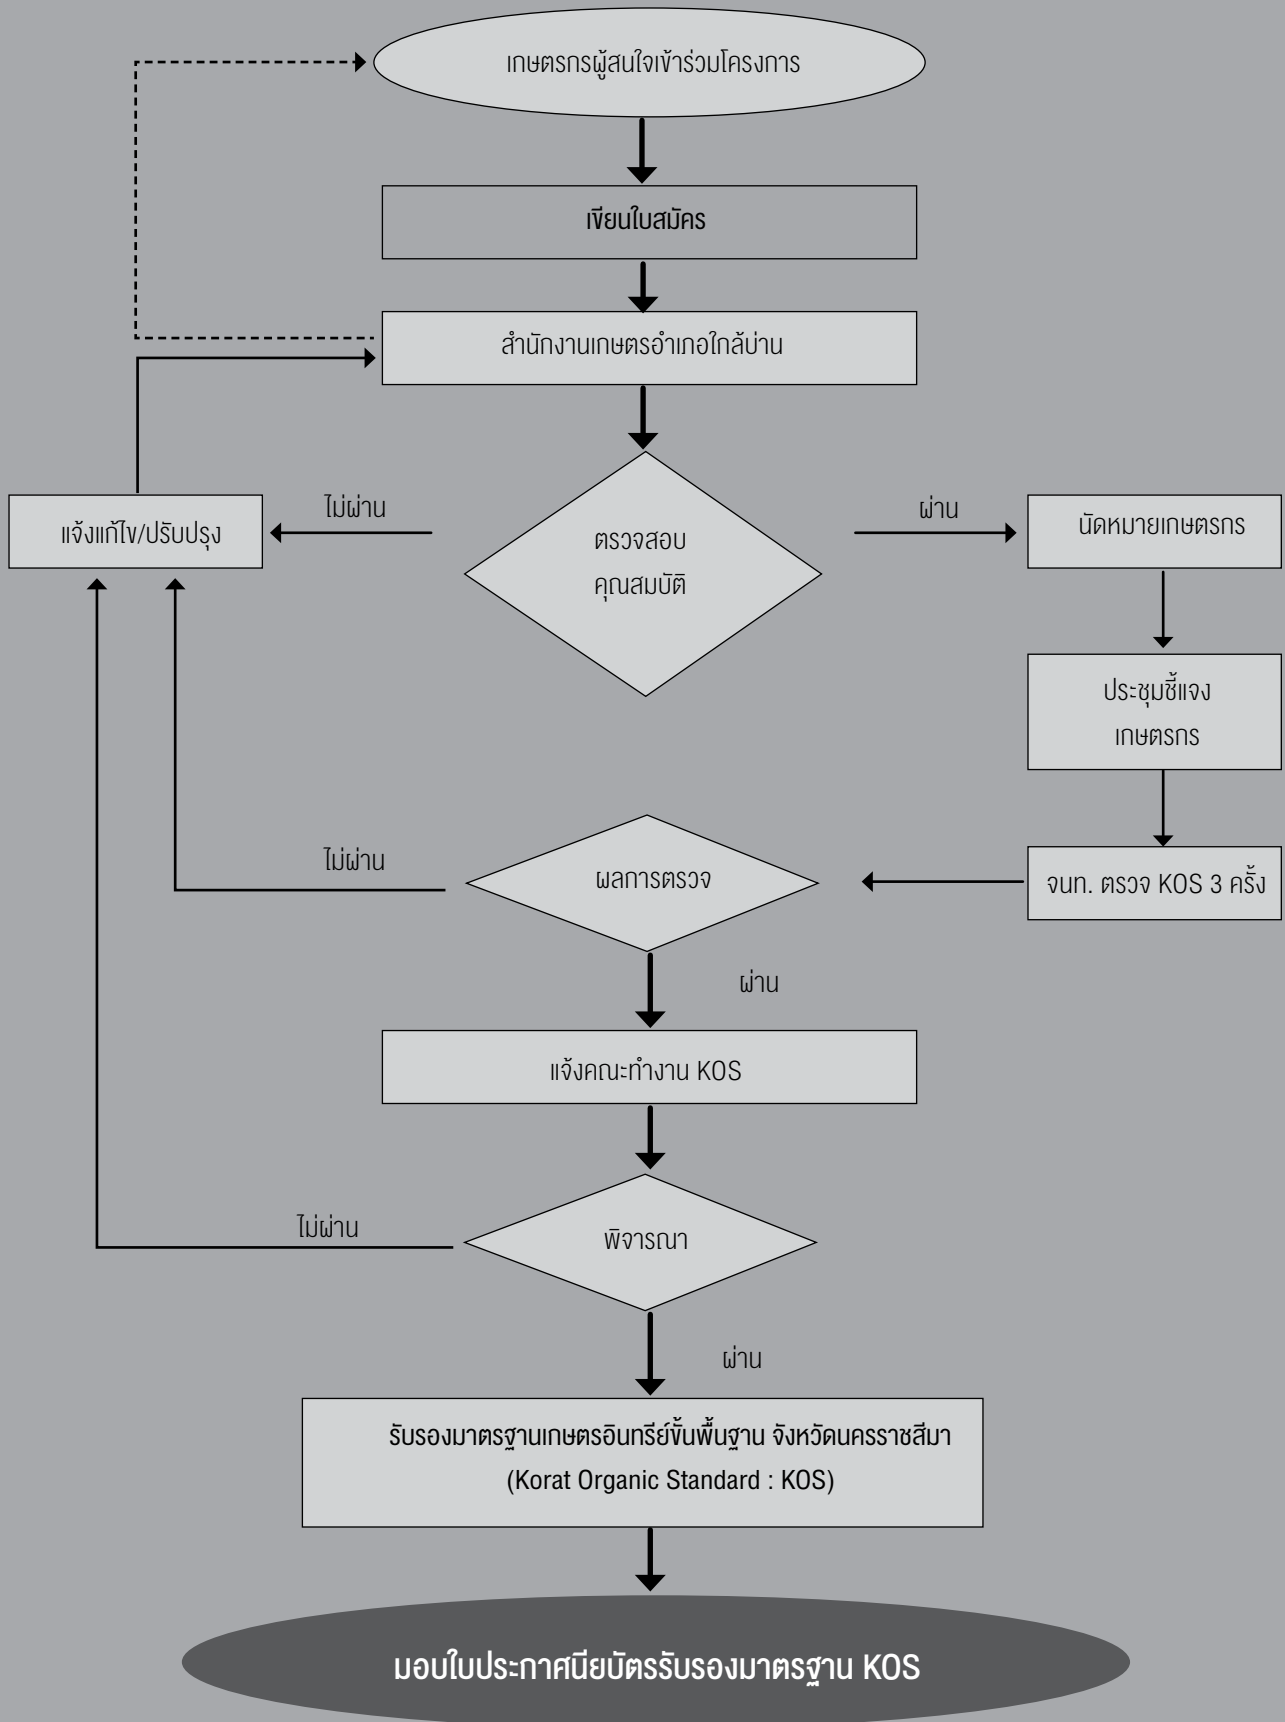 เกษตรกรผู้สนใจเข้าร่วมโครงการ
เขียนใบสมัคร
สำนักงานเกษตรอำเภอใกล้บ่าน
ไม่ผ่าน
ผ่าน
แจ้งแก้ไข/ปรับปรุง
ตรวจสอบ
คุณสมบัติ
นัดหมายเกษตรกร
ประชุมชี้แจง
เกษตรกร
ไม่ผ่าน
ผลการตรวจ
จนท. ตรวจ KOS 3 ครั้ง
ผ่าน
แจ้งคณะทำงาน KOS
ไม่ผ่าน
พิจารณา
ผ่าน
รับรองมาตรฐานเกษตรอินทรีย์ขั้นพื้นฐาน จังหวัดนครราชสีมา
(Korat Organic Standard : KOS)
มอบใบประกาศนียบัตรรับรองมาตรฐาน KOS